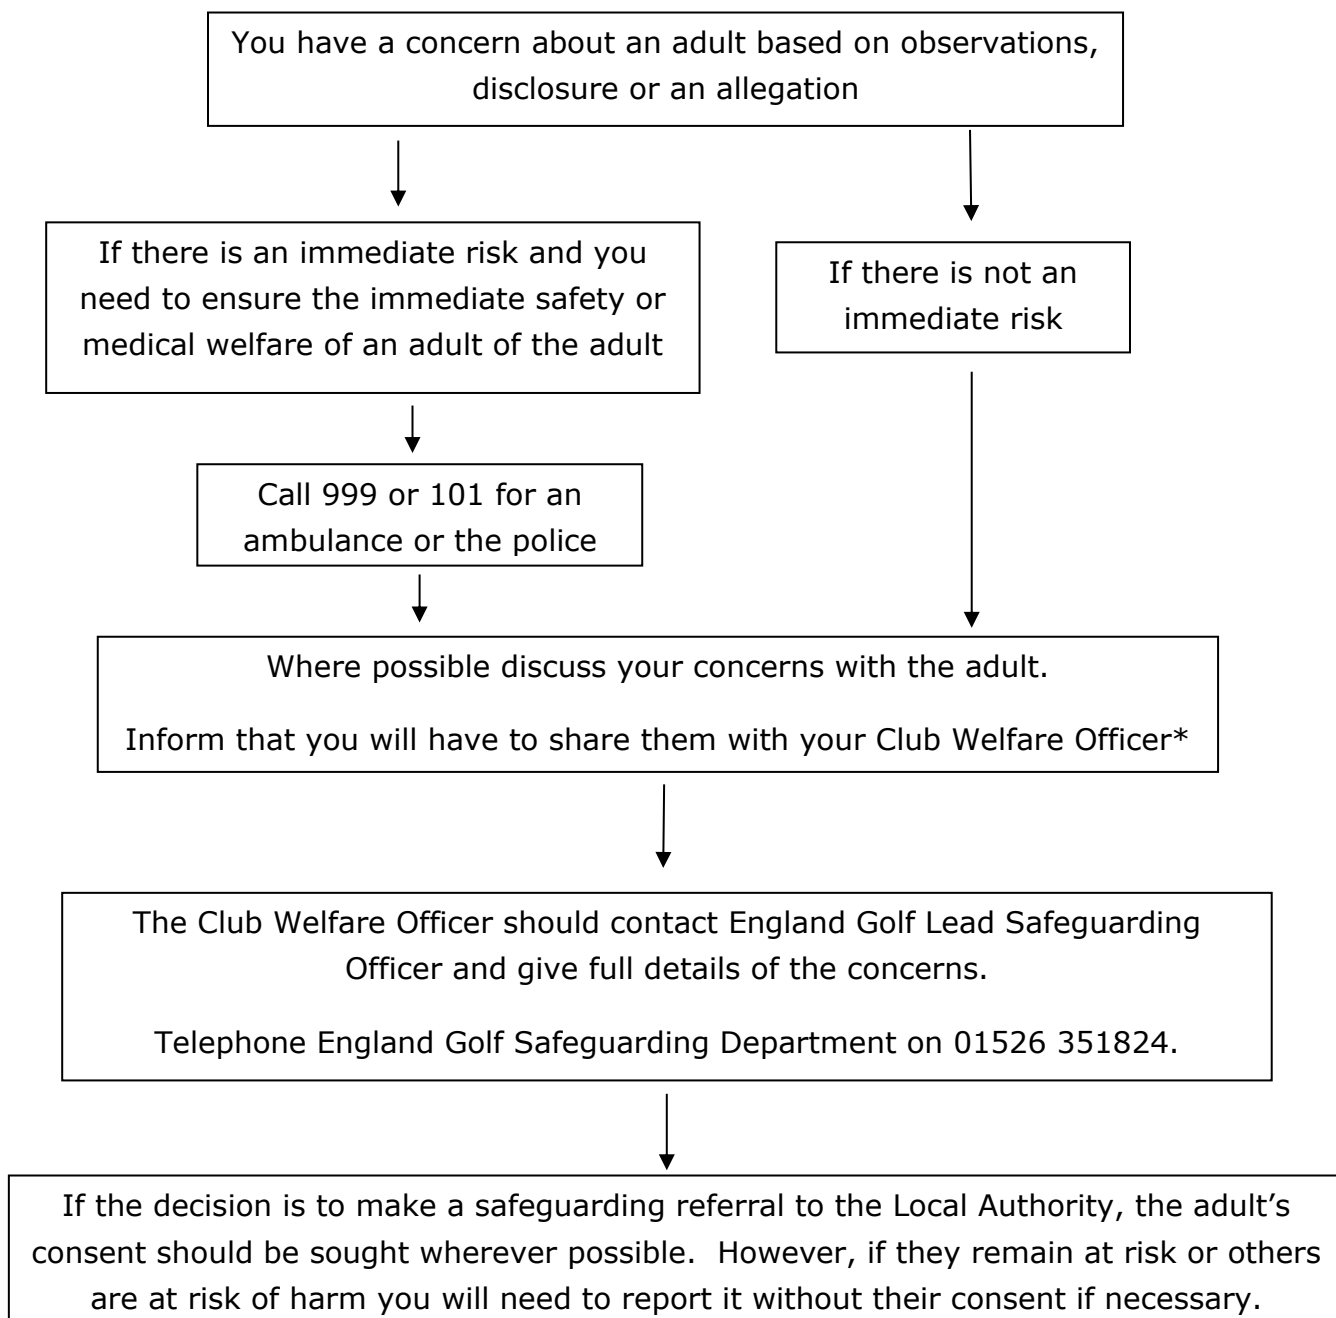 You have a concern about an adult based on observations,
disclosure or an allegation
If there is an immediate risk and you
need to ensure the immediate safety or
medical welfare of an adult of the adult
If there is not an
immediate risk
Call 999 or 101 for an
ambulance or the police
Where possible discuss your concerns with the adult.
Inform that you will have to share them with your Club Welfare Officer*
The Club Welfare Officer should contact England Golf Lead Safeguarding
Officer and give full details of the concerns.
Telephone England Golf Safeguarding Department on 01526 351824.
If the decision is to make a safeguarding referral to the Local Authority, the adult’s
consent should be sought wherever possible.  However, if they remain at risk or others
are at risk of harm you will need to report it without their consent if necessary.